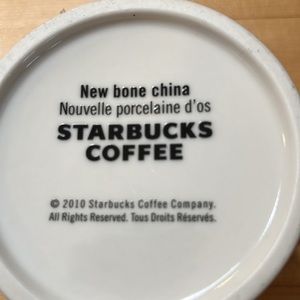 New bone china
Nouvelle porcelaine d'os
STARBUCKS
COFFEE
© 2010 Starbucks Coffee Company.
All Rights Reserved. Tous Droits Réservés.